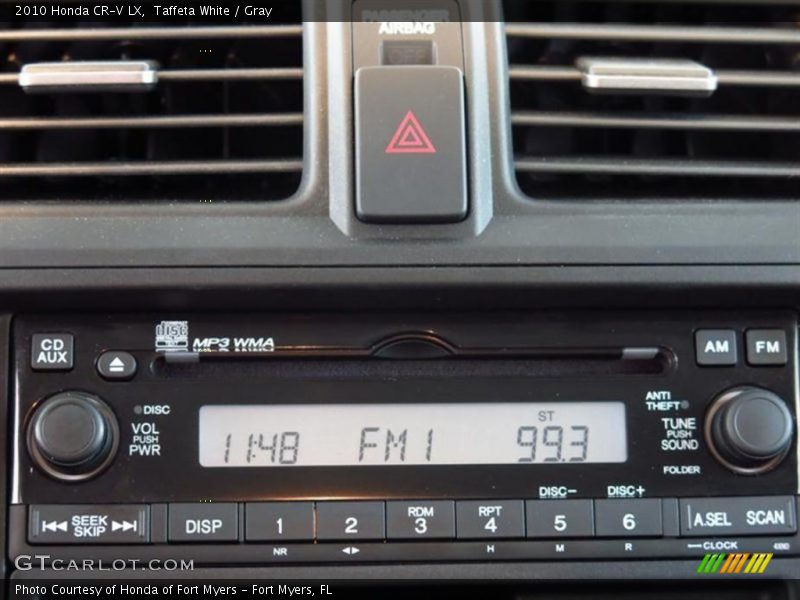 2010 Honda CR-V LX, Taffeta White / Gray
PASSENGER
AIRBAG
OFF
CD
AUX
disc
MP3 WMA
AM
FM
DISC
VOL
PUSH
PWR
11:48 FM1 ST 99.3
ANTI
THEFT
TUNE
PUSH
SOUND
FOLDER
DISC- DISC+
SEEK
SKIP
DISP
1
2
RDM
3
RPT
4
5
6
A.SEL SCAN
NR
H
M
R
CLOCK
GTCARLOT.COM
Photo Courtesy of Honda of Fort Myers - Fort Myers, FL